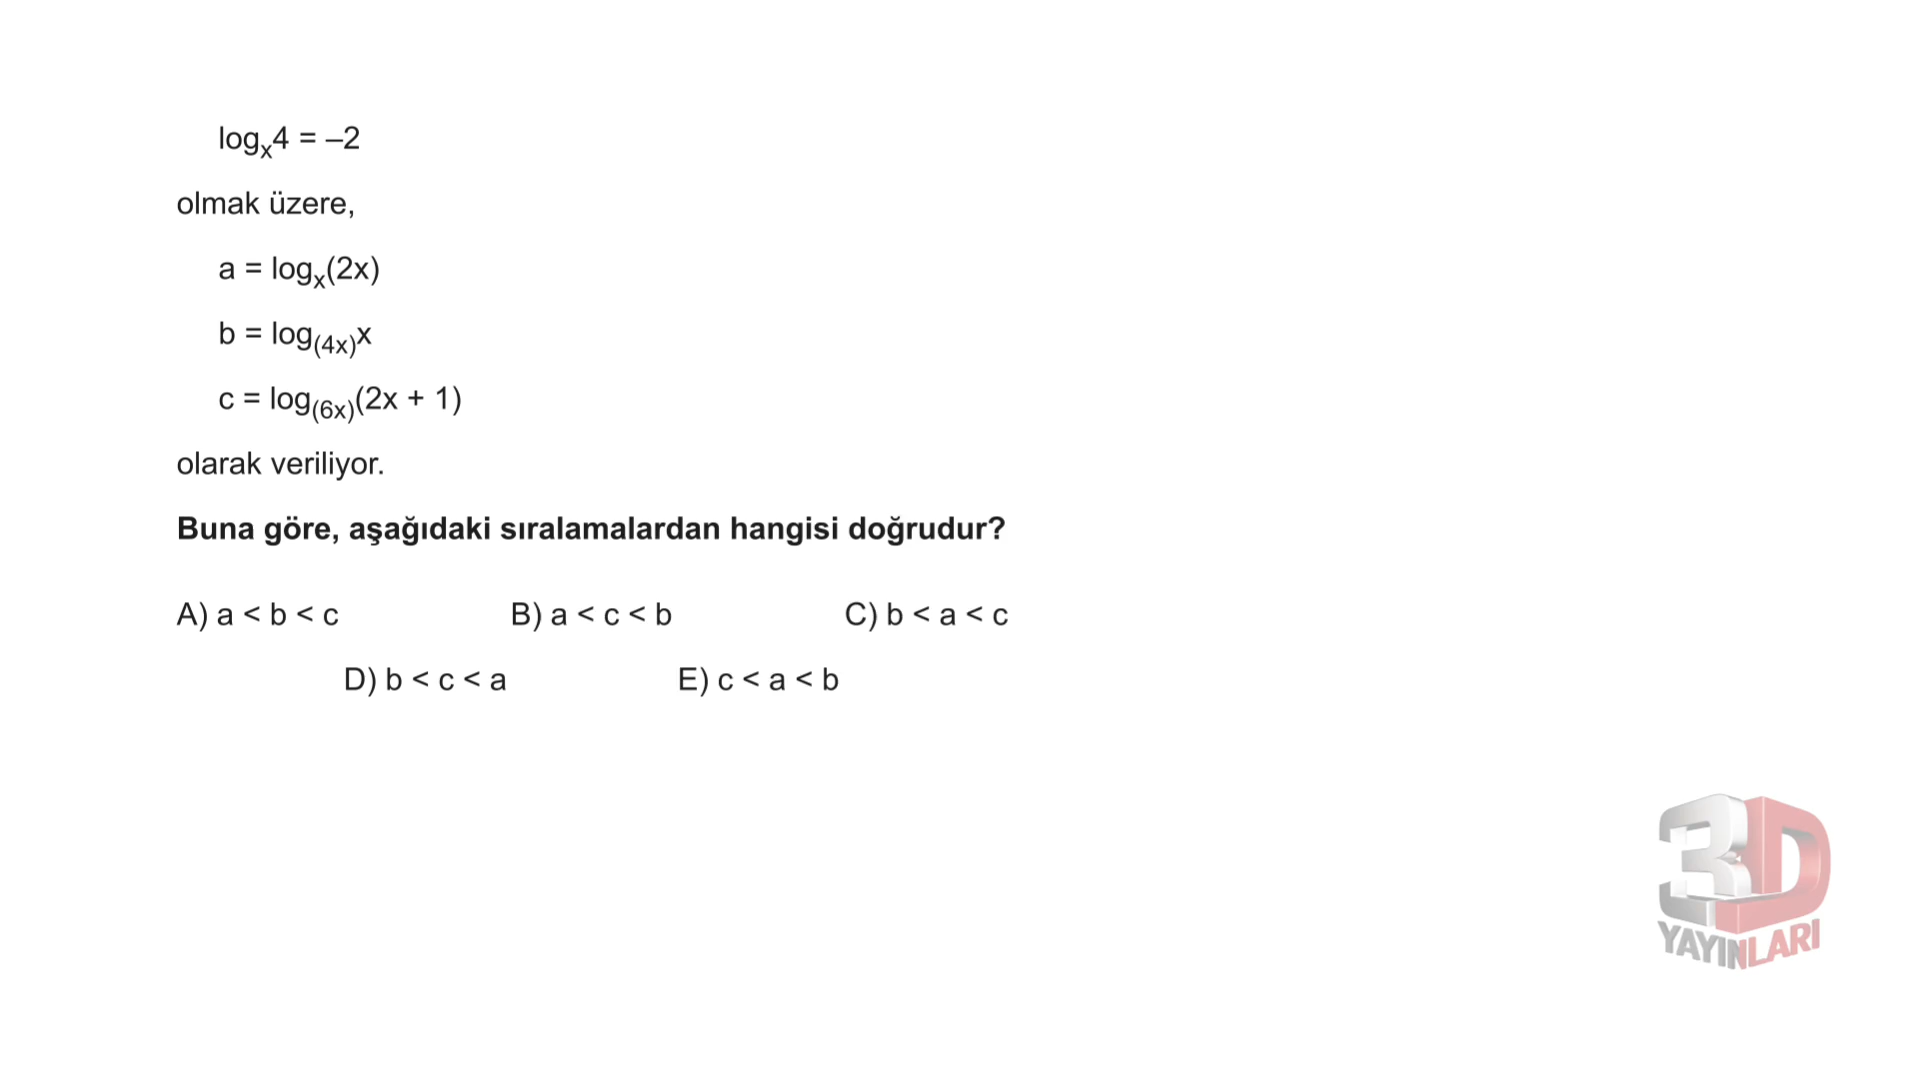 logₓ4 = –2
olmak üzere,
a = logₓ(2x)
b = log₍₄ₓ₎x
c = log₍₆ₓ₎(2x + 1)
olarak veriliyor.
Buna göre, aşağıdaki sıralamalardan hangisi doğrudur?
A) a < b < c B) a < c < b C) b < a < c
D) b < c < a E) c < a < b
3D
YAYINLARI